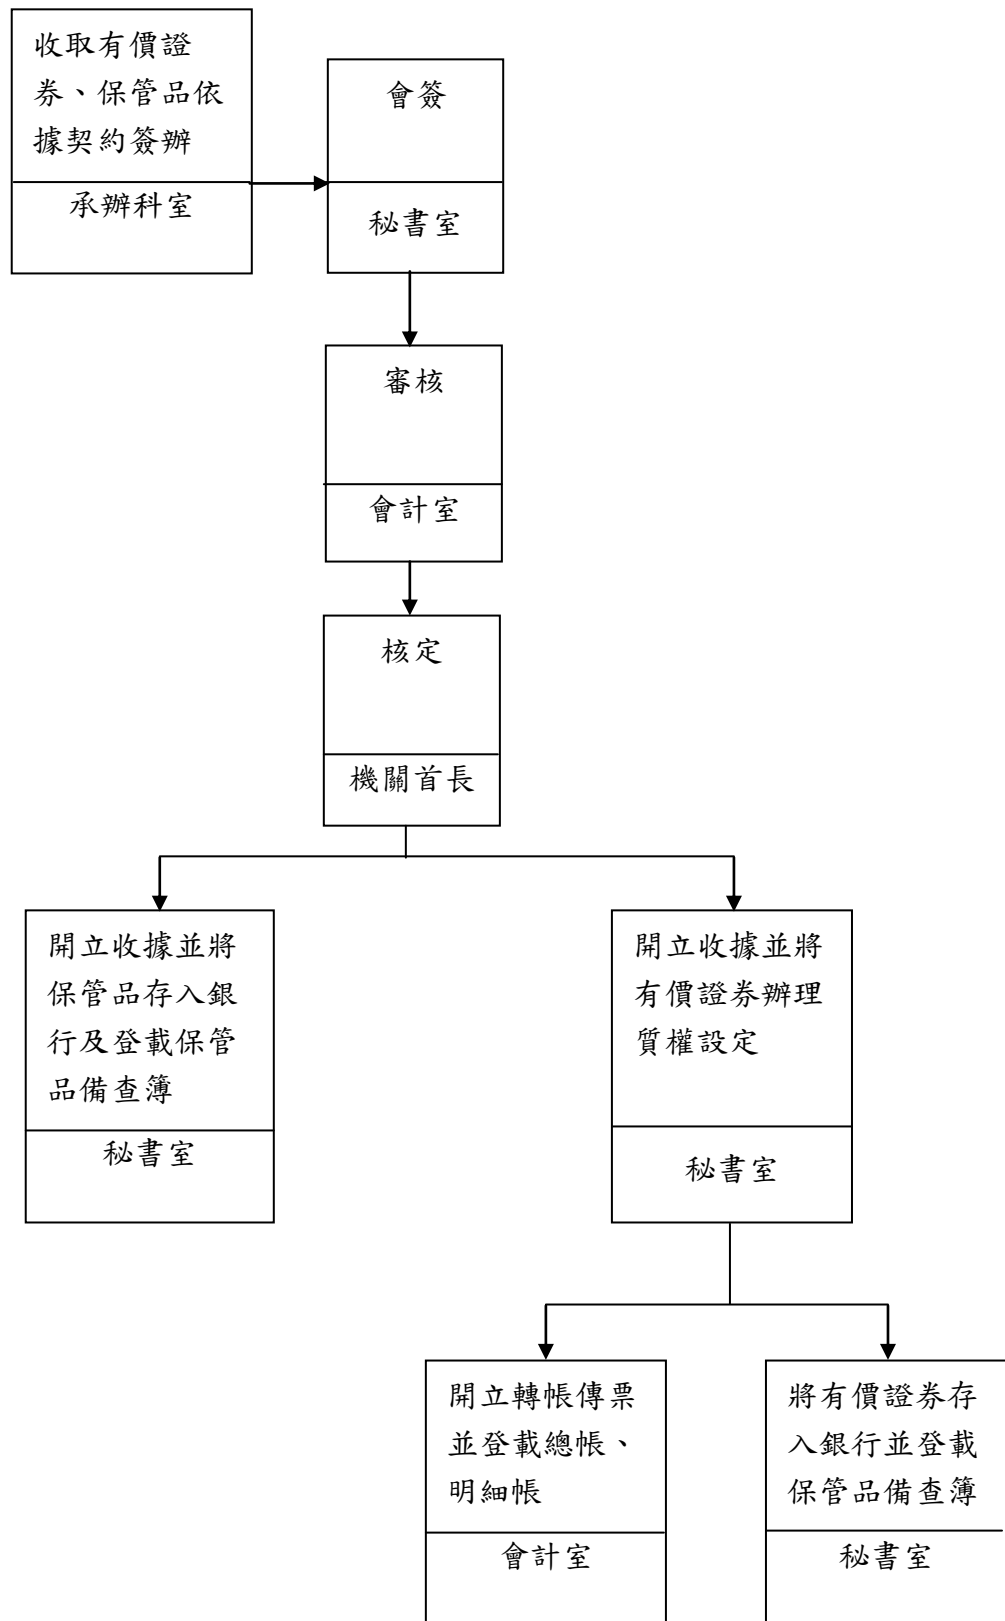 收取有價證
券、保管品依
據契約簽辦
承辦科室
會簽
秘書室
審核
會計室
核定
機關首長
開立收據並將
保管品存入銀
行及登載保管
品備查簿
秘書室
開立收據並將
有價證券辦理
質權設定
秘書室
開立轉帳傳票
並登載總帳、
明細帳
會計室
將有價證券存
入銀行並登載
保管品備查簿
秘書室